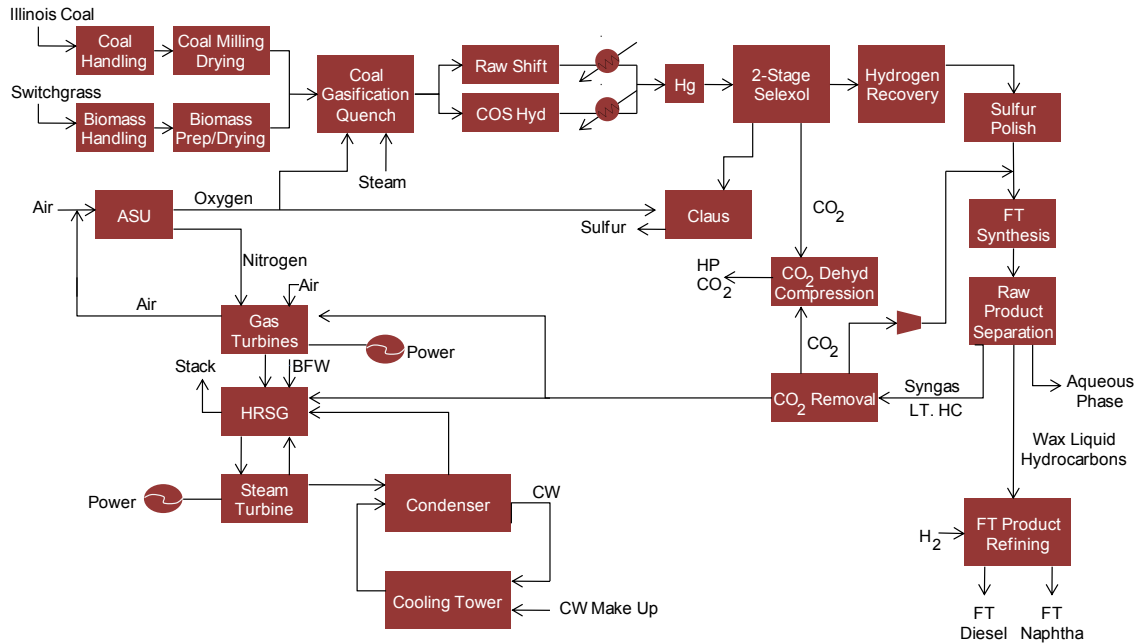 Illinois Coal
Coal
Handling
Coal Milling
Drying
Switchgrass
Biomass
Handling
Biomass
Prep/Drying
Coal
Gasification
Quench
Raw Shift
COS Hyd
Hg
2-Stage
Selexol
Hydrogen
Recovery
Sulfur
Polish
Steam
Air
ASU
Oxygen
Nitrogen
Sulfur
Claus
CO2
FT
Synthesis
HP
CO2
CO2 Dehyd
Compression
Raw
Product
Separation
Air
Air
Gas
Turbines
Power
CO2
Stack
BFW
HRSG
CO2 Removal
Syngas
LT. HC
Aqueous
Phase
Wax Liquid
Hydrocarbons
Power
Steam
Turbine
Condenser
CW
H2
FT Product
Refining
Cooling Tower
CW Make Up
FT
Diesel
FT
Naphtha